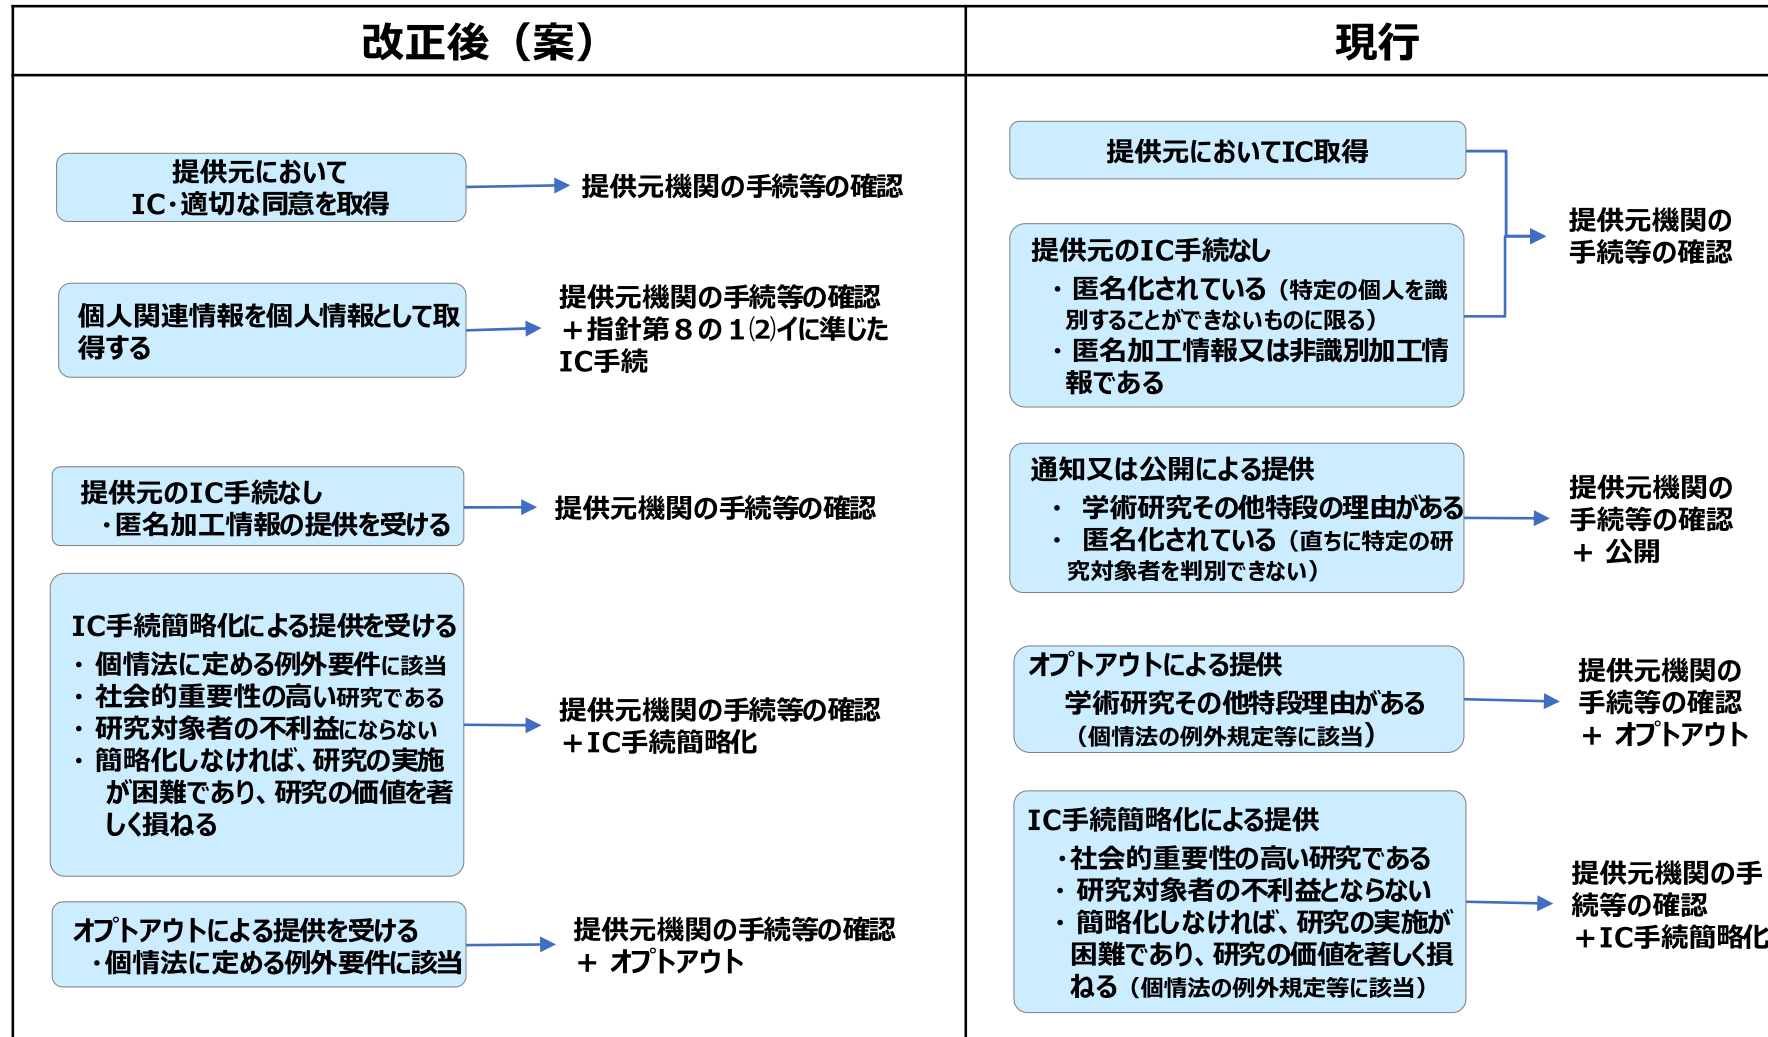 改正後（案）
提供元において
IC・適切な同意を取得
提供元機関の手続等の確認
個人関連情報を個人情報として取
得する
提供元機関の手続等の確認
＋指針第８の１⑵イに準じた
IC手続
提供元のIC手続なし
・匿名加工情報の提供を受ける
提供元機関の手続等の確認
IC手続簡略化による提供を受ける
・ 個情法に定める例外要件に該当
・ 社会的重要性の高い研究である
・ 研究対象者の不利益にならない
・ 簡略化しなければ、研究の実施
が困難であり、研究の価値を著
しく損ねる
提供元機関の手続等の確認
＋IC手続簡略化
オプトアウトによる提供を受ける
・個情法に定める例外要件に該当
提供元機関の手続等の確認
＋ オプトアウト
現行
提供元においてIC取得
提供元のIC手続なし
・ 匿名化されている（特定の個人を識
別することができないものに限る）
・ 匿名加工情報又は非識別加工情
報である
提供元機関の
手続等の確認
通知又は公開による提供
・ 学術研究その他特段の理由がある
・ 匿名化されている（直ちに特定の研
究対象者を判別できない）
提供元機関の
手続等の確認
＋ 公開
オプトアウトによる提供
学術研究その他特段理由がある
（個情法の例外規定等に該当）
提供元機関の
手続等の確認
＋ オプトアウト
IC手続簡略化による提供
・社会的重要性の高い研究である
・ 研究対象者の不利益とならない
・ 簡略化しなければ、研究の実施が
困難であり、研究の価値を著しく損
ねる（個情法の例外規定等に該当）
提供元機関の手
続等の確認
＋IC手続簡略化